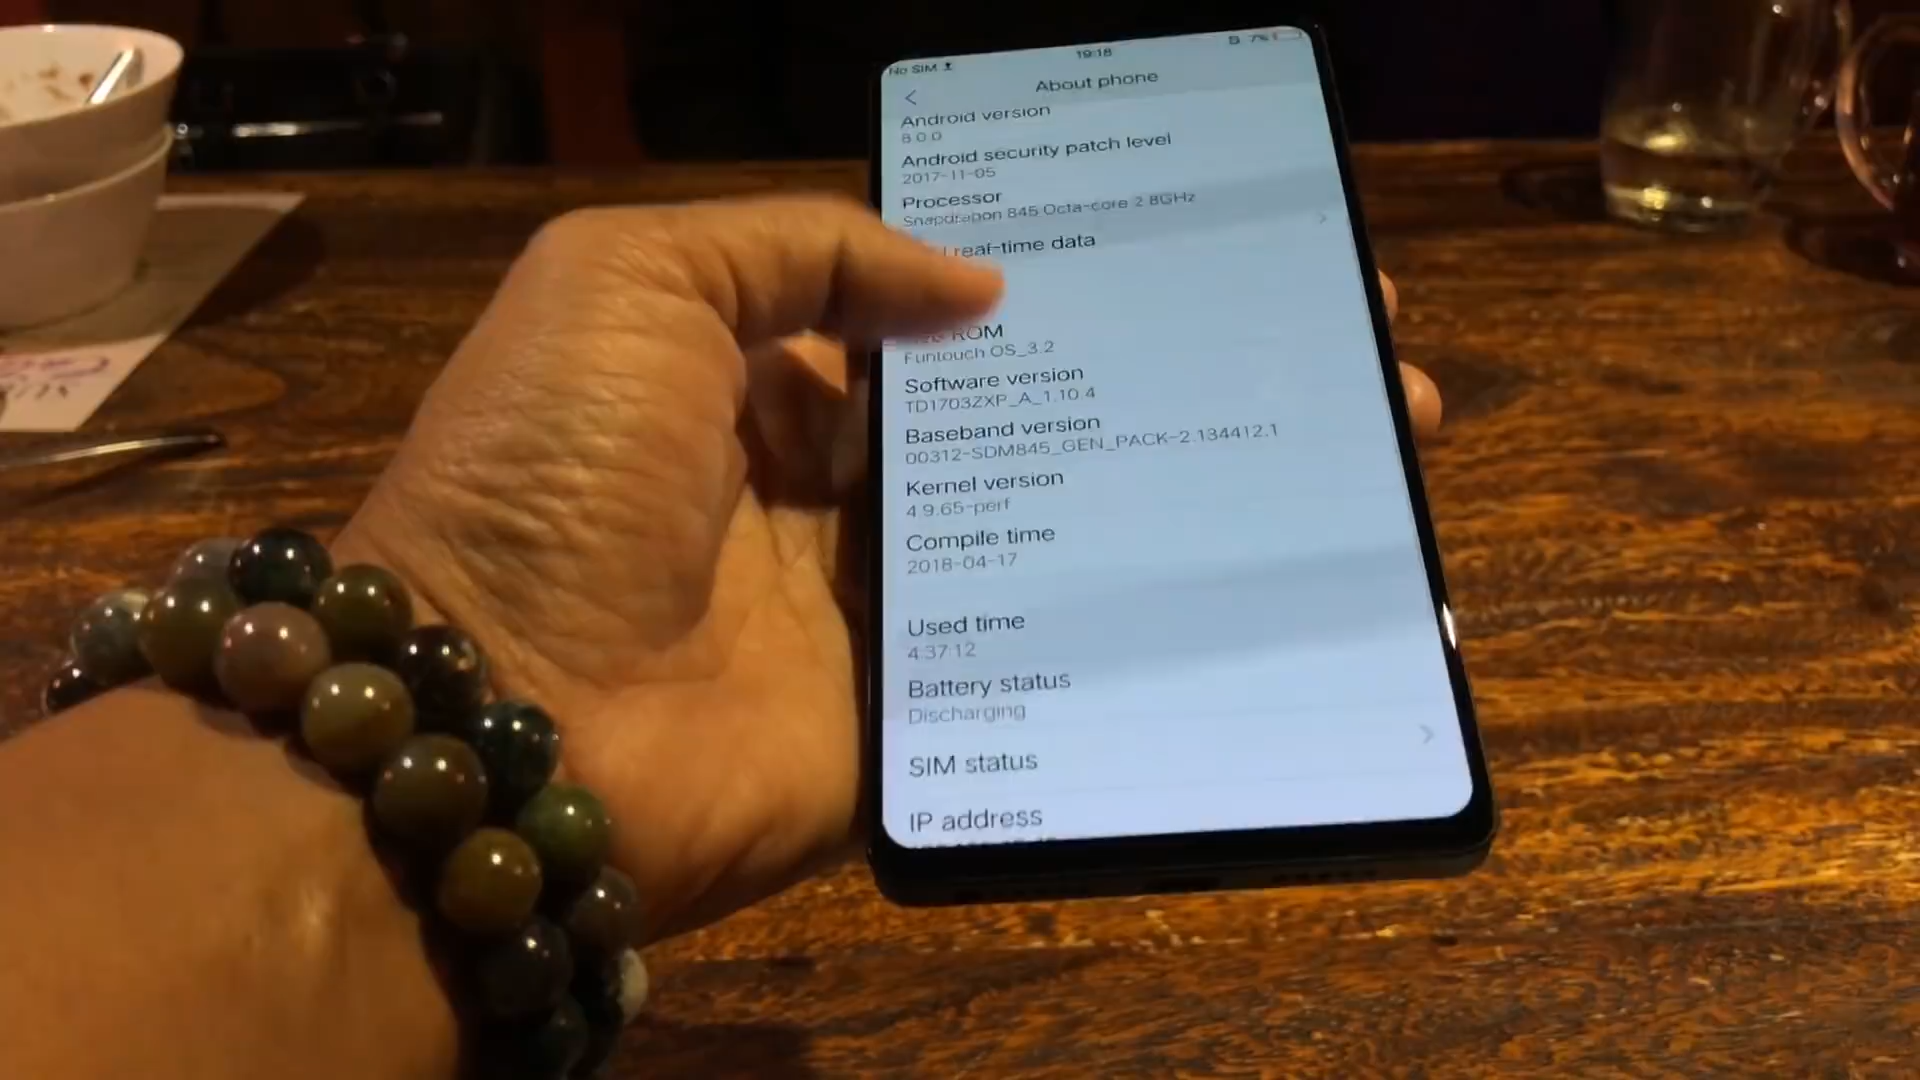 No SIM
19:18
7%
About phone
Android version
8.0.0
Android security patch level
2017-11-05
Processor
Snapdragon 845 Octa-core 2.8GHz
real-time data
ROM
Funtouch OS_3.2
Software version
TD1703ZXP_A_1.10.4
Baseband version
00312-SDM845_GEN_PACK-2.134412.1
Kernel version
4.9.65-perf
Compile time
2018-04-17
Used time
4:37:12
Battery status
Discharging
SIM status
IP address